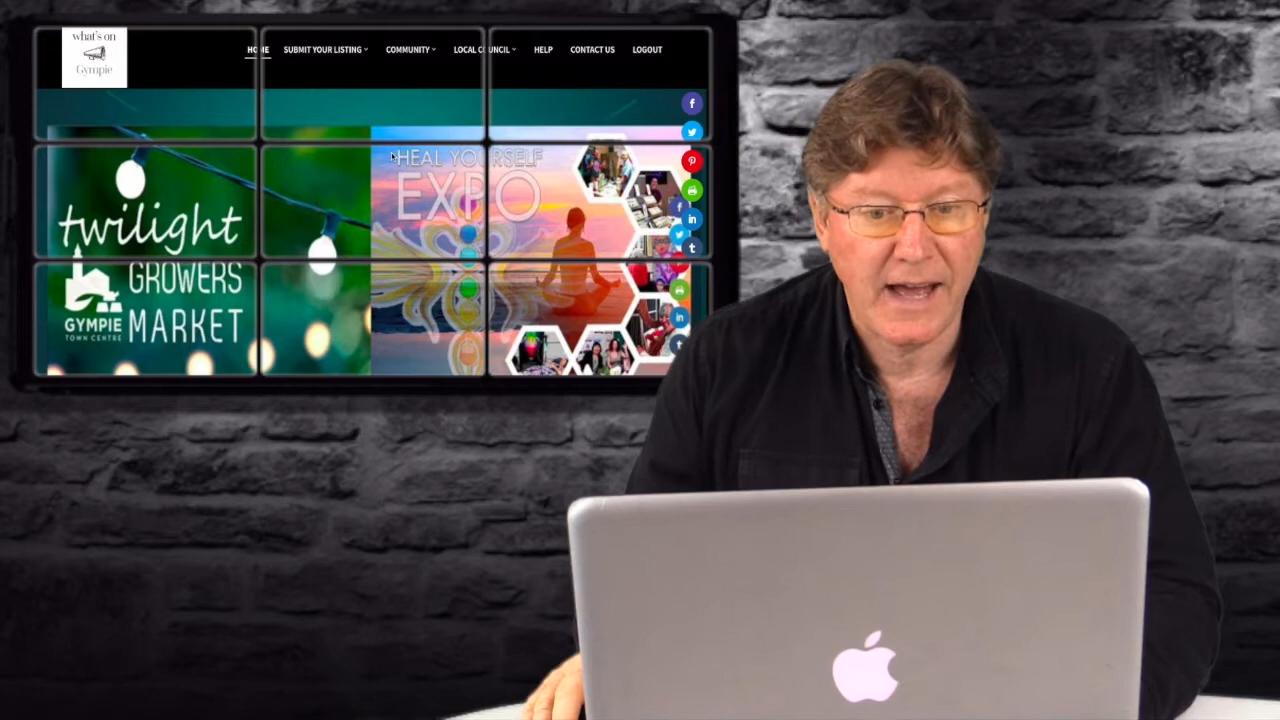 what's on
Gympie
HOME
SUBMIT YOUR LISTING
COMMUNITY
LOCAL COUNCIL
HELP
CONTACT US
LOGOUT
twilight
GROWERS
MARKET
GYMPIE
TOWN CENTRE
HEAL YOURSELF
EXPO